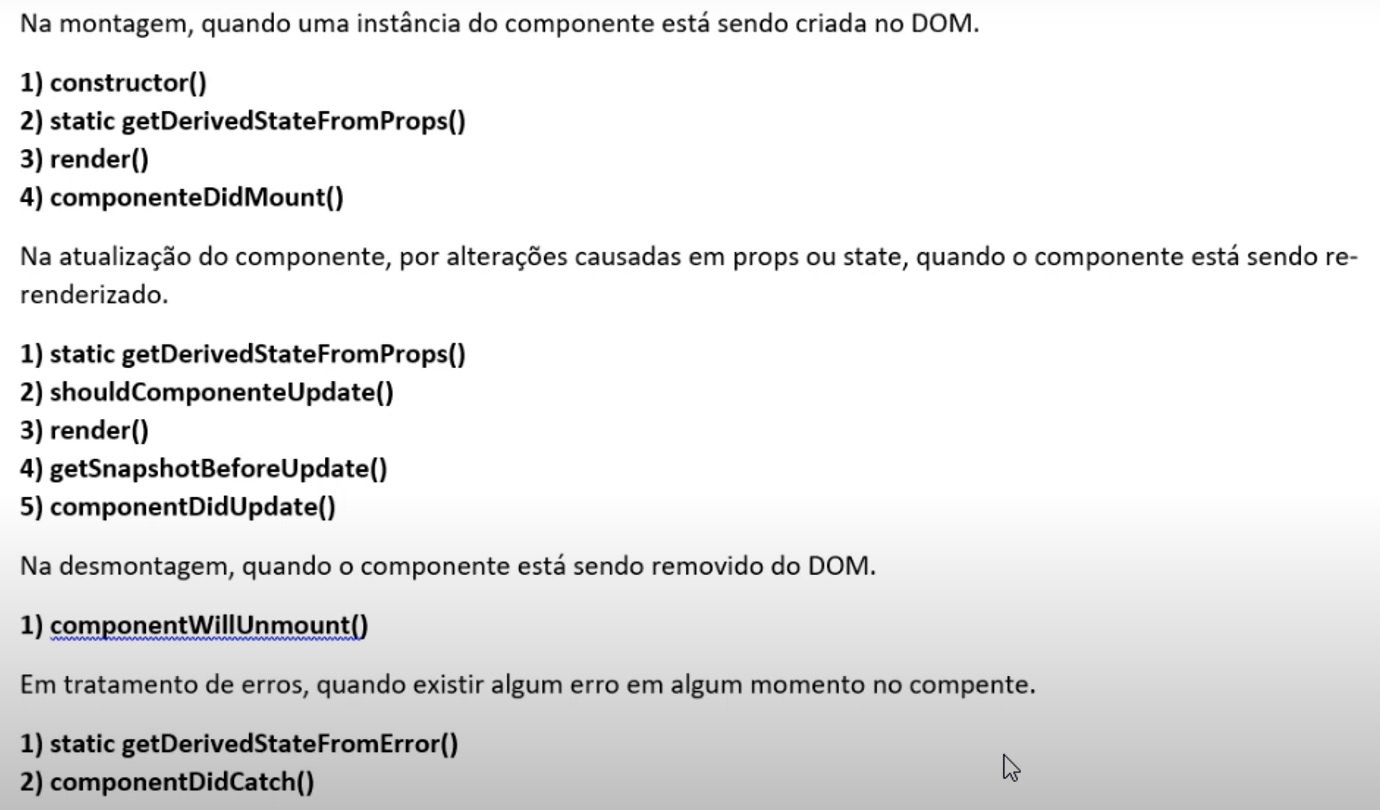 Na montagem, quando uma instância do componente está sendo criada no DOM.
1) constructor()
2) static getDerivedStateFromProps()
3) render()
4) componenteDidMount()
Na atualização do componente, por alterações causadas em props ou state, quando o componente está sendo re-
renderizado.
1) static getDerivedStateFromProps()
2) shouldComponenteUpdate()
3) render()
4) getSnapshotBeforeUpdate()
5) componentDidUpdate()
Na desmontagem, quando o componente está sendo removido do DOM.
1) componentWillUnmount()
Em tratamento de erros, quando existir algum erro em algum momento no compente.
1) static getDerivedStateFromError()
2) componentDidCatch()